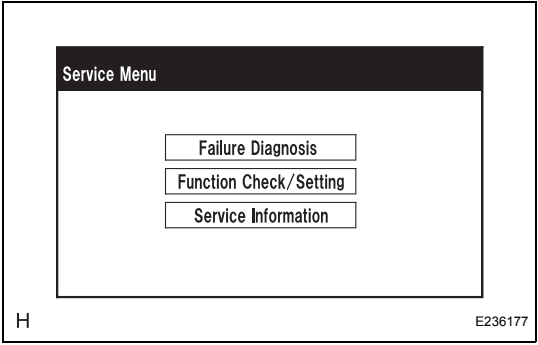 Service Menu
Failure Diagnosis
Function Check/Setting
Service Information
H
E236177